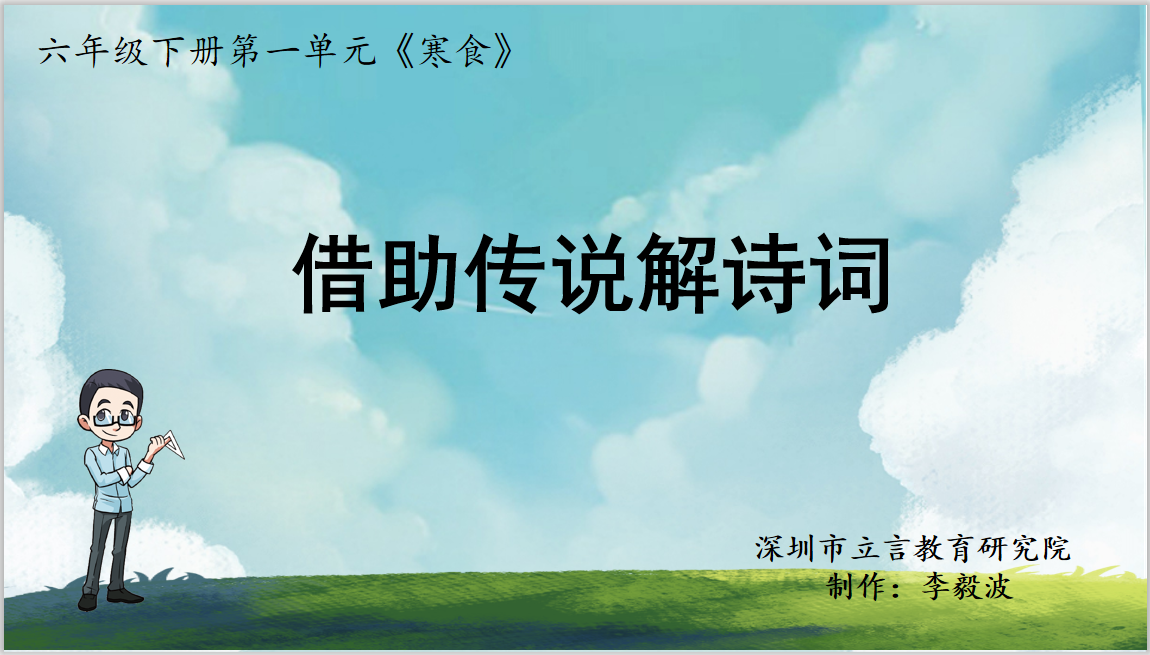 六年级下册第一单元《寒食》
借助传说解诗词
深圳市立言教育研究院
制作：李毅波